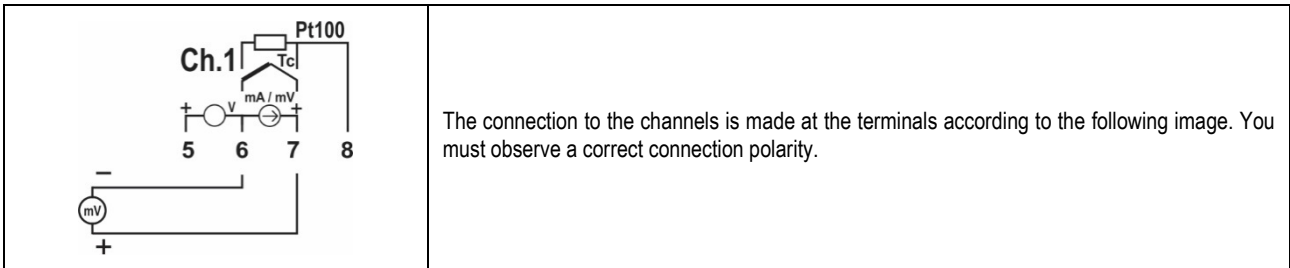 Pt100
Ch.1
Tc
mA / mV
+ V +
5 6 7 8
−
mV
+
The connection to the channels is made at the terminals according to the following image. You
must observe a correct connection polarity.